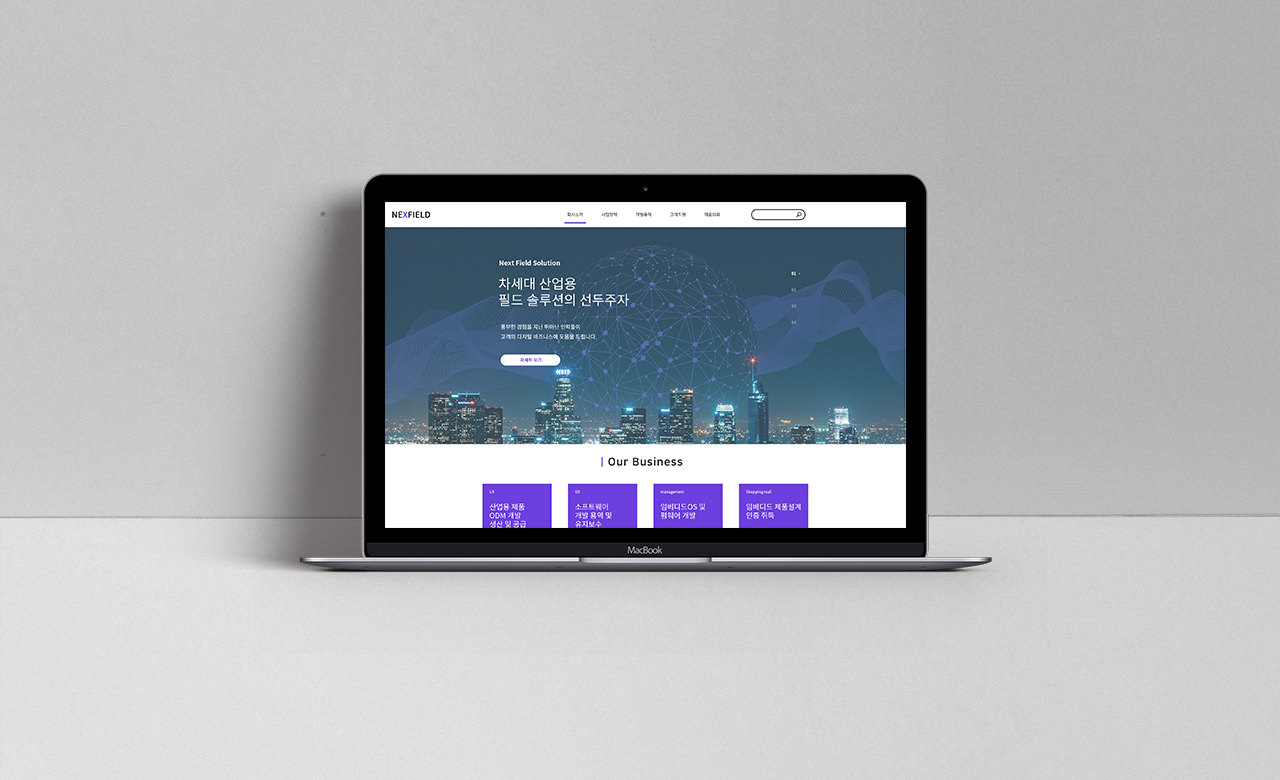 NEXFIELD
회사소개 사업영역 개발용역 고객지원 재료의뢰
Next Field Solution
차세대 산업용
필드 솔루션의 선두주자
풍부한 경험을 지닌 뛰어난 인력들이
고객의 디지털 비즈니스에 도움을 드립니다.
자세히 보기
01
02
03
04
Our Business
UX
산업용 제품
ODM 개발
생산 및 공급
UX
소프트웨어
개발 용역 및
유지보수
management
임베디드OS 및
펌웨어 개발
Shopping mall
임베디드 제품설계
인증 취득
MacBook